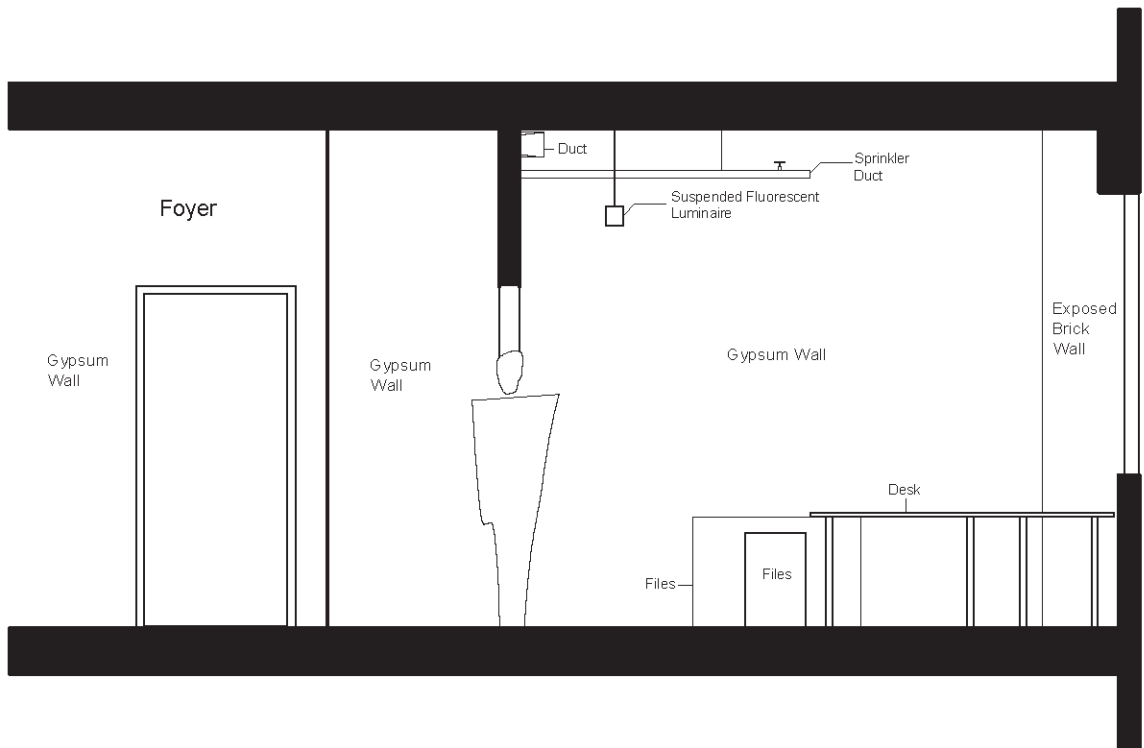 Duct
Sprinkler
Duct
Suspended Fluorescent
Luminaire
Foyer
Exposed
Brick
Wall
Gypsum
Wall
Gypsum
Wall
Gypsum Wall
Desk
Files
Files